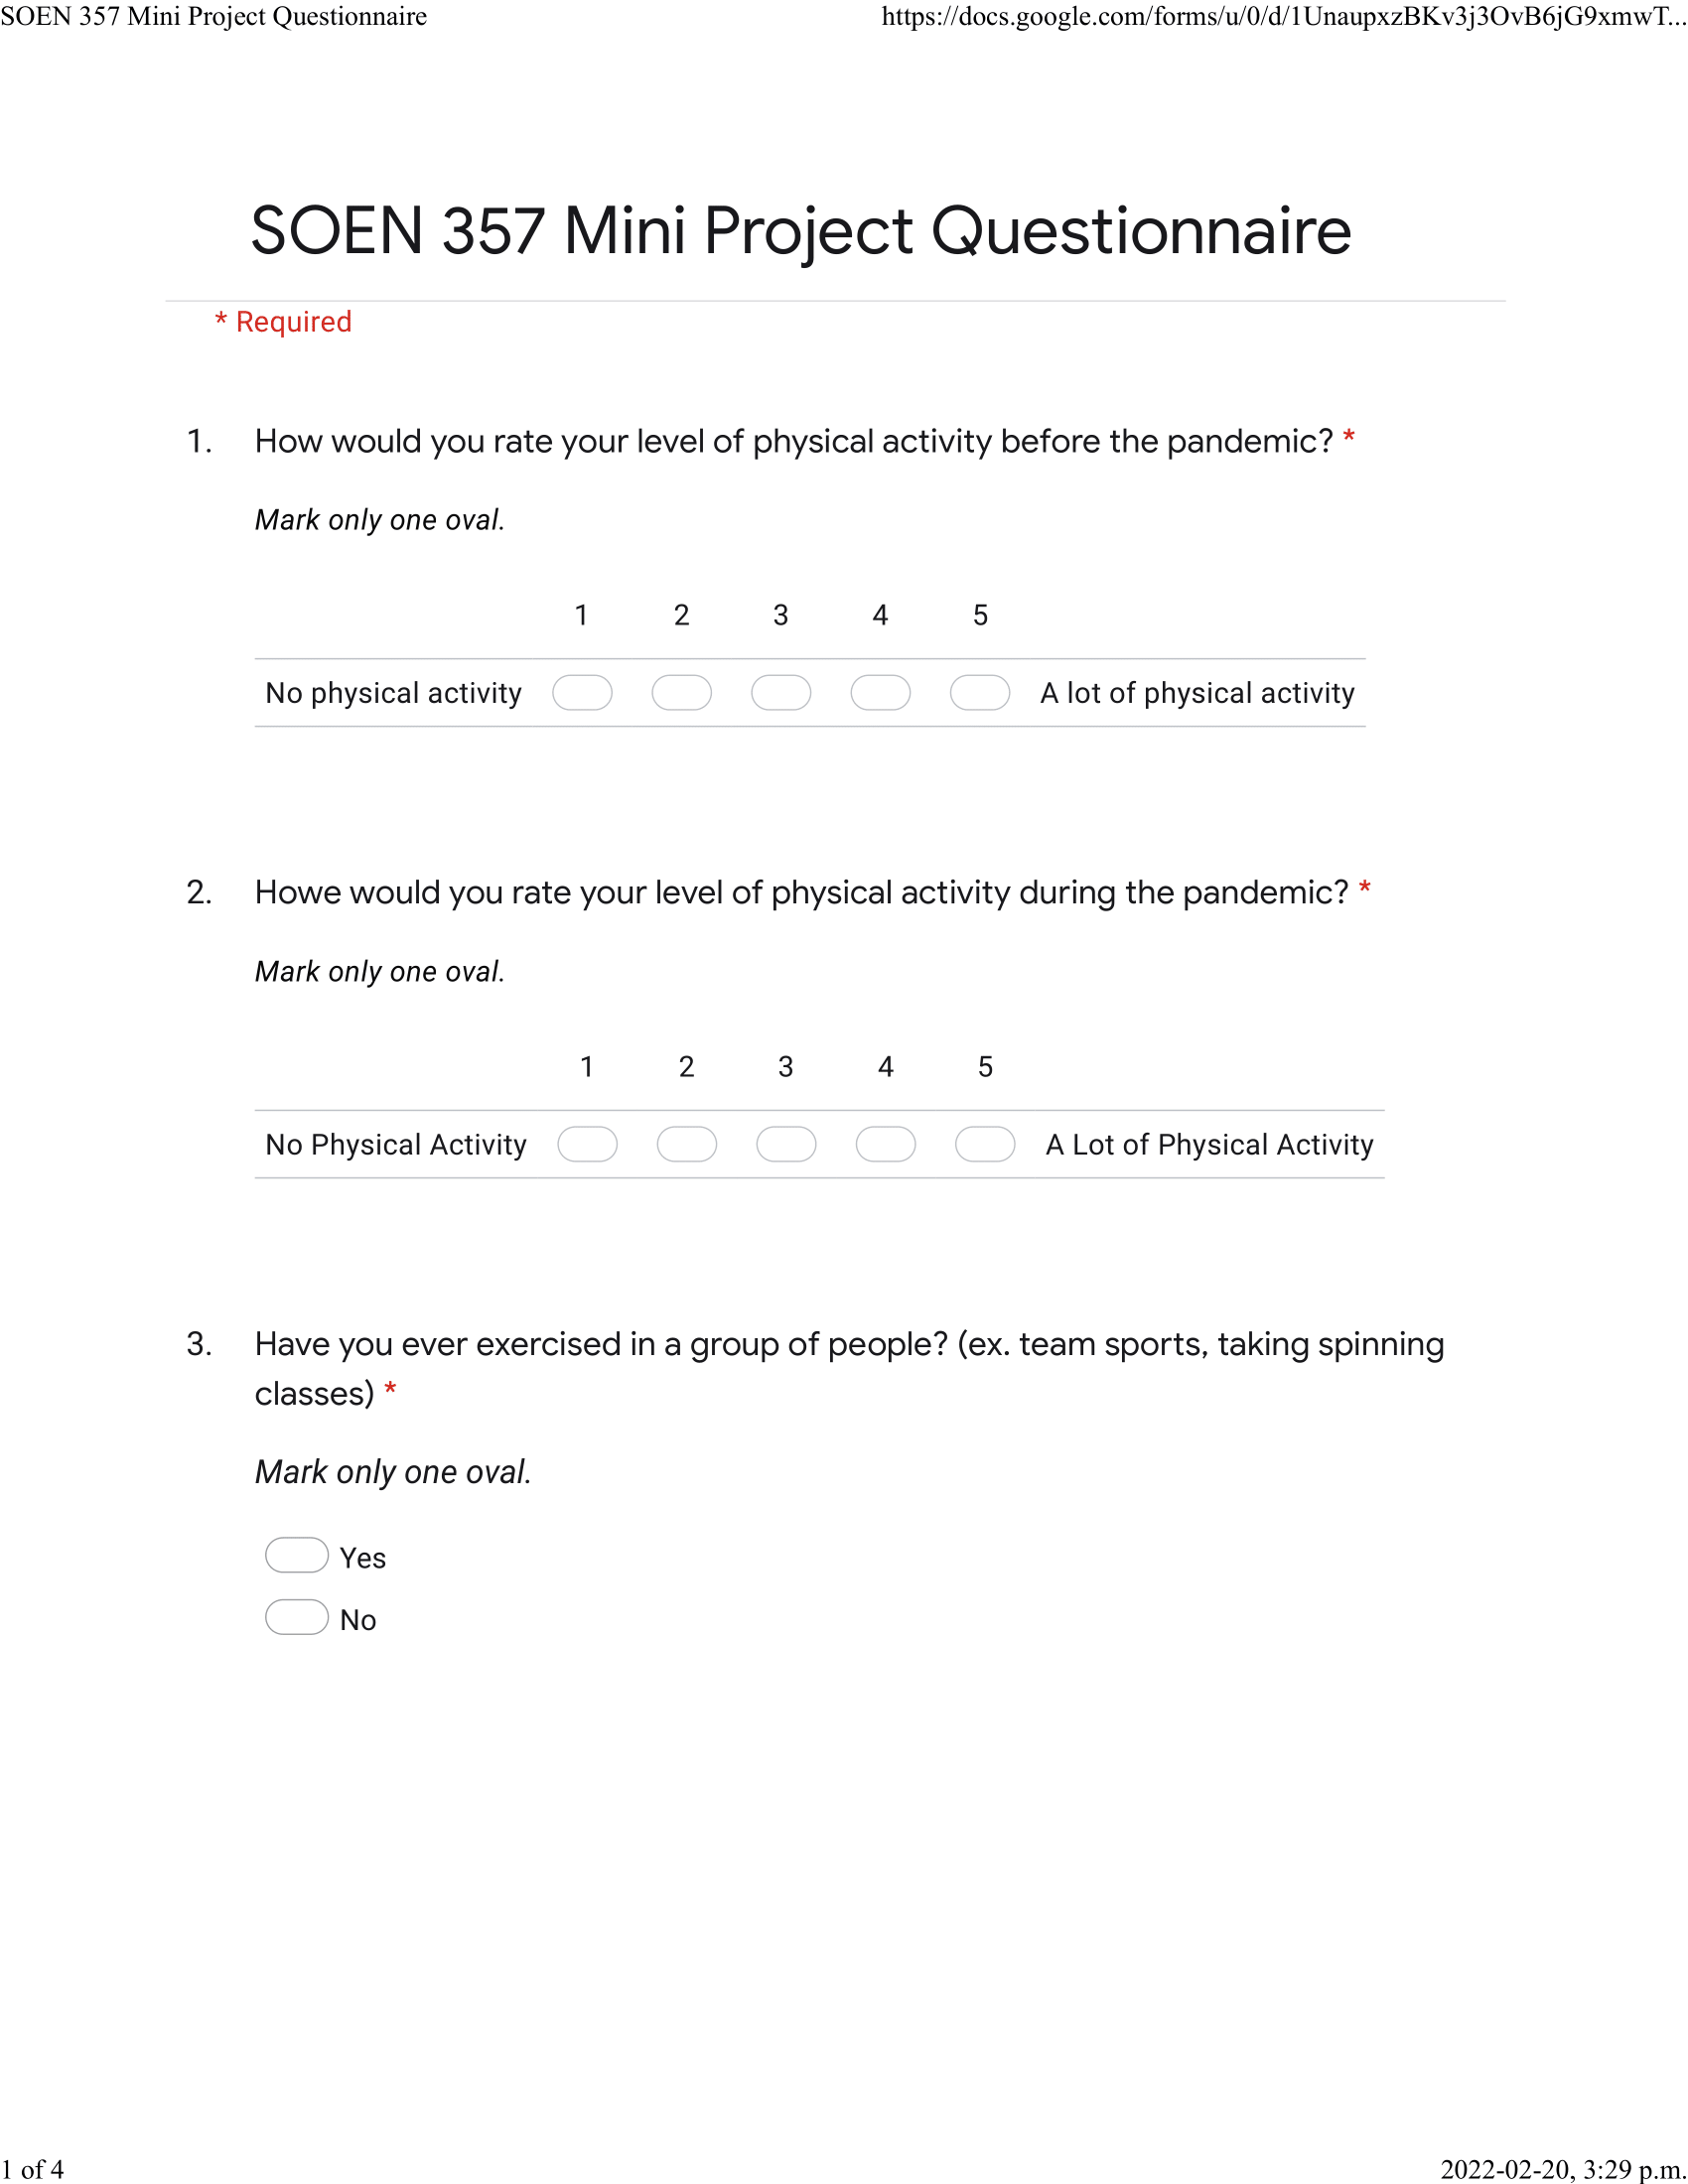 SOEN 357 Mini Project Questionnaire https://docs.google.com/forms/u/0/d/1UnaupxzBKv3j3OvB6jG9xmwT...
SOEN 357 Mini Project Questionnaire
* Required
1. How would you rate your level of physical activity before the pandemic? *
Mark only one oval.
1 2 3 4 5
No physical activity A lot of physical activity
2. Howe would you rate your level of physical activity during the pandemic? *
Mark only one oval.
1 2 3 4 5
No Physical Activity A Lot of Physical Activity
3. Have you ever exercised in a group of people? (ex. team sports, taking spinning
classes) *
Mark only one oval.
Yes
No
1 of 4 2022-02-20, 3:29 p.m.